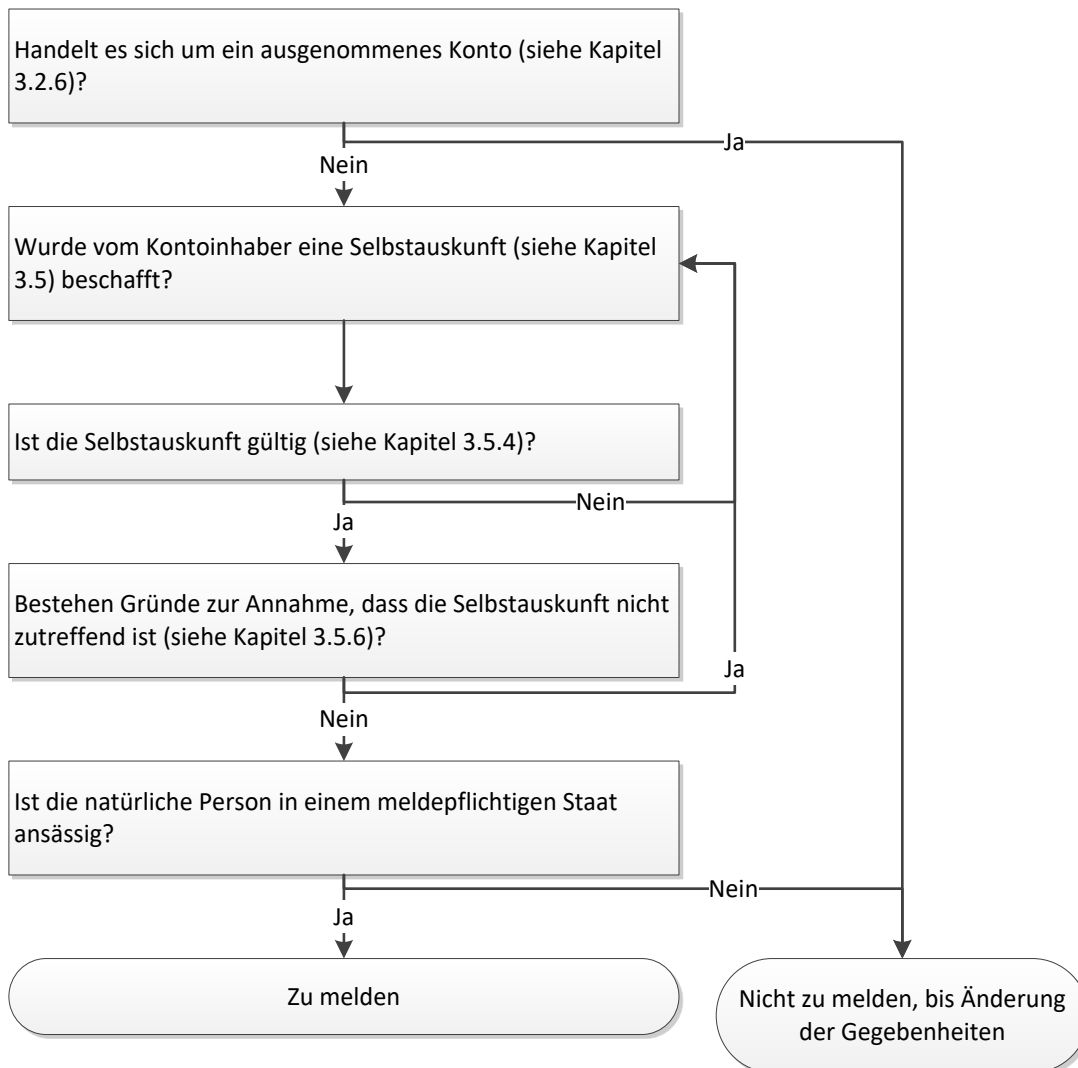 Handelt es sich um ein ausgenommenes Konto (siehe Kapitel
3.2.6)?
Ja
Nein
Wurde vom Kontoinhaber eine Selbstauskunft (siehe Kapitel
3.5) beschafft?
Ist die Selbstauskunft gültig (siehe Kapitel 3.5.4)?
Nein
Ja
Bestehen Gründe zur Annahme, dass die Selbstauskunft nicht
zutreffend ist (siehe Kapitel 3.5.6)?
Ja
Nein
Ist die natürliche Person in einem meldepflichtigen Staat
ansässig?
Nein
Ja
Zu melden
Nicht zu melden, bis Änderung
der Gegebenheiten